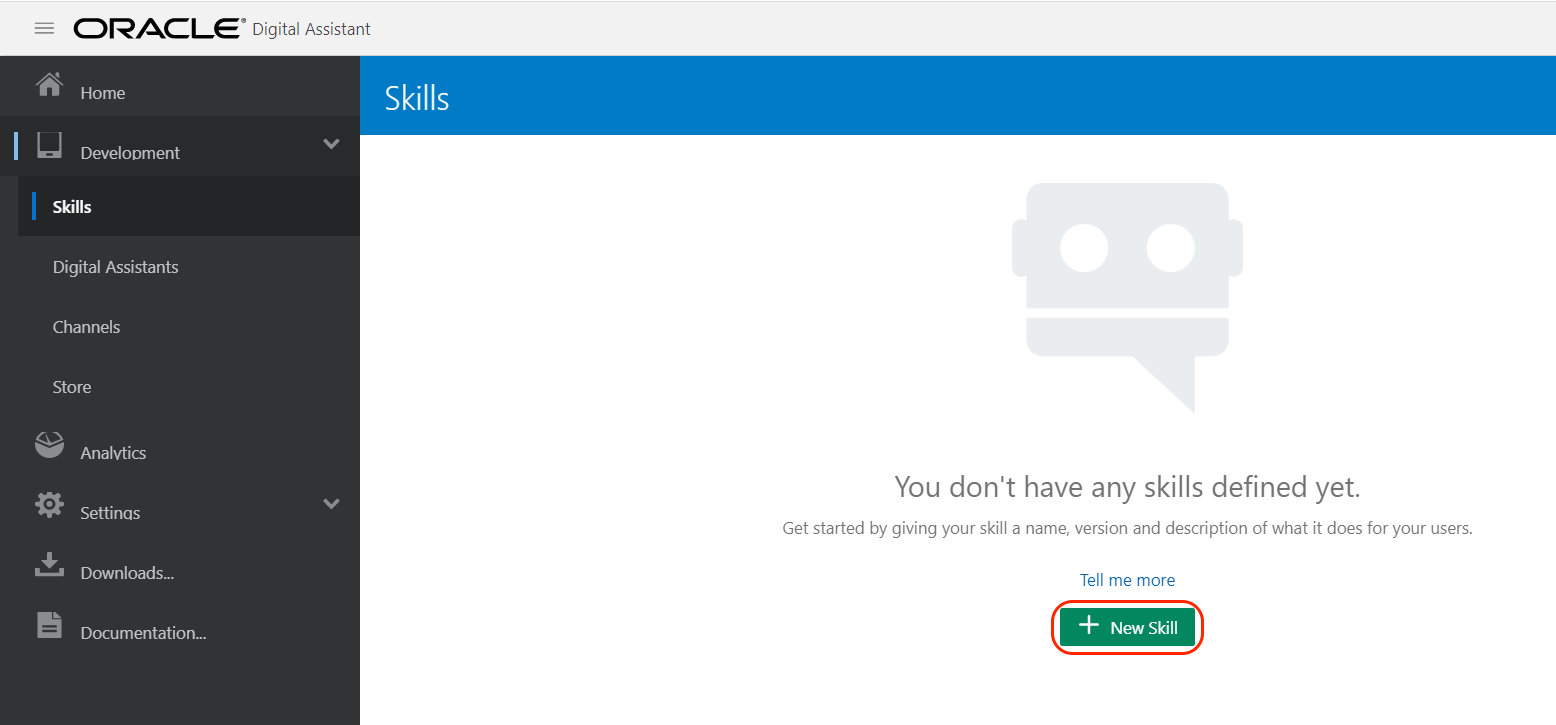 ORACLE® Digital Assistant
Home
Development
Skills
Digital Assistants
Channels
Store
Analytics
Settings
Downloads...
Documentation...
Skills
You don't have any skills defined yet.
Get started by giving your skill a name, version and description of what it does for your users.
Tell me more
+ New Skill